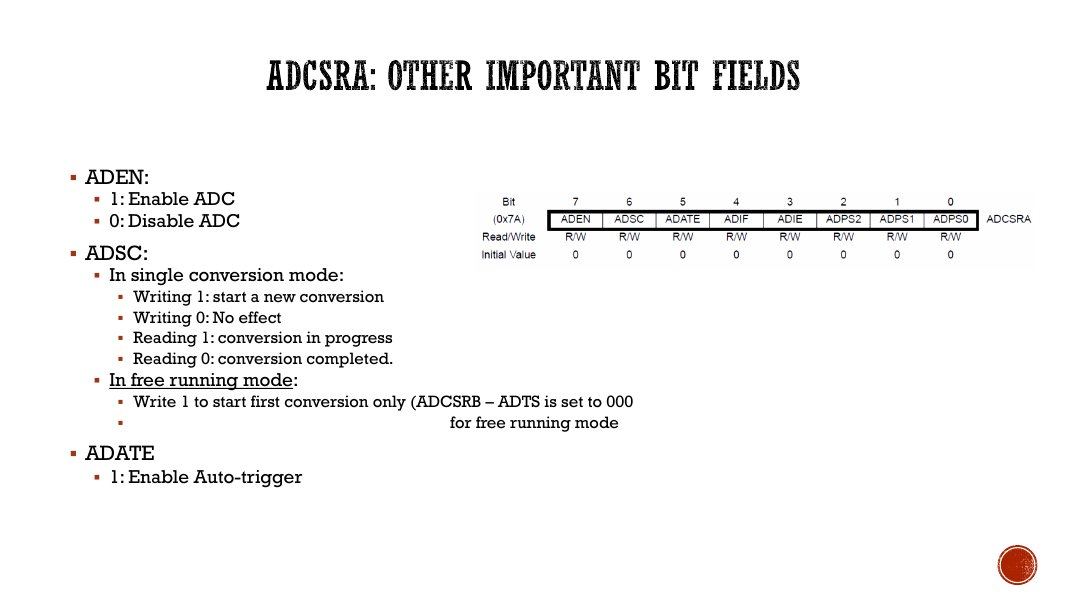 ADCSRA: OTHER IMPORTANT BIT FIELDS
▪ ADEN:
▪ 1: Enable ADC
▪ 0: Disable ADC
▪ ADSC:
▪ In single conversion mode:
▪ Writing 1: start a new conversion
▪ Writing 0: No effect
▪ Reading 1: conversion in progress
▪ Reading 0: conversion completed.
▪ In free running mode:
▪ Write 1 to start first conversion only (ADCSRB – ADTS is set to 000
▪ for free running mode
▪ ADATE
▪ 1: Enable Auto-trigger
Bit 7 6 5 4 3 2 1 0
(0x7A) ADEN ADSC ADATE ADIF ADIE ADPS2 ADPS1 ADPS0 ADCSRA
Read/Write R/W R/W R/W R/W R/W R/W R/W R/W
Initial Value 0 0 0 0 0 0 0 0